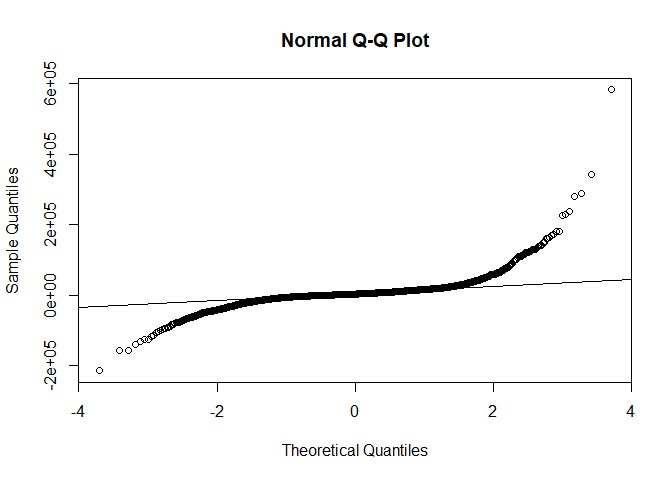 Normal Q-Q Plot
6e+05
4e+05
2e+05
0e+00
-2e+05
Sample Quantiles
-4 -2 0 2 4
Theoretical Quantiles